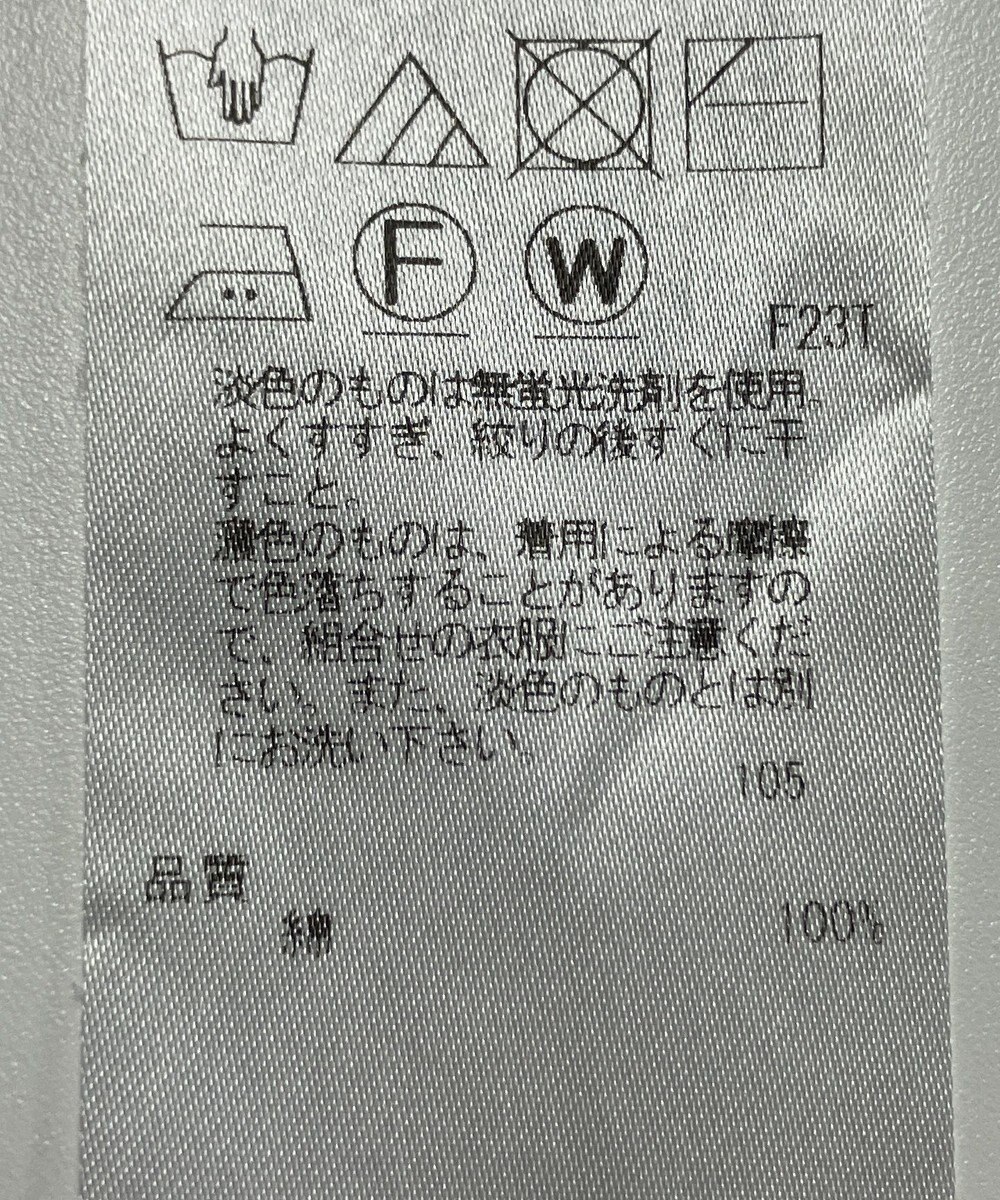 F
W
F23T
淡色のものは無蛍光洗剤を使用。
よくすすぎ、絞りの後すぐに干
すこと。
濃色のものは、着用による摩擦
で色落ちすることがありますの
で、組合せの衣服にご注意くだ
さい。また、淡色のものとは別
にお洗い下さい。
105
品質
綿 100%